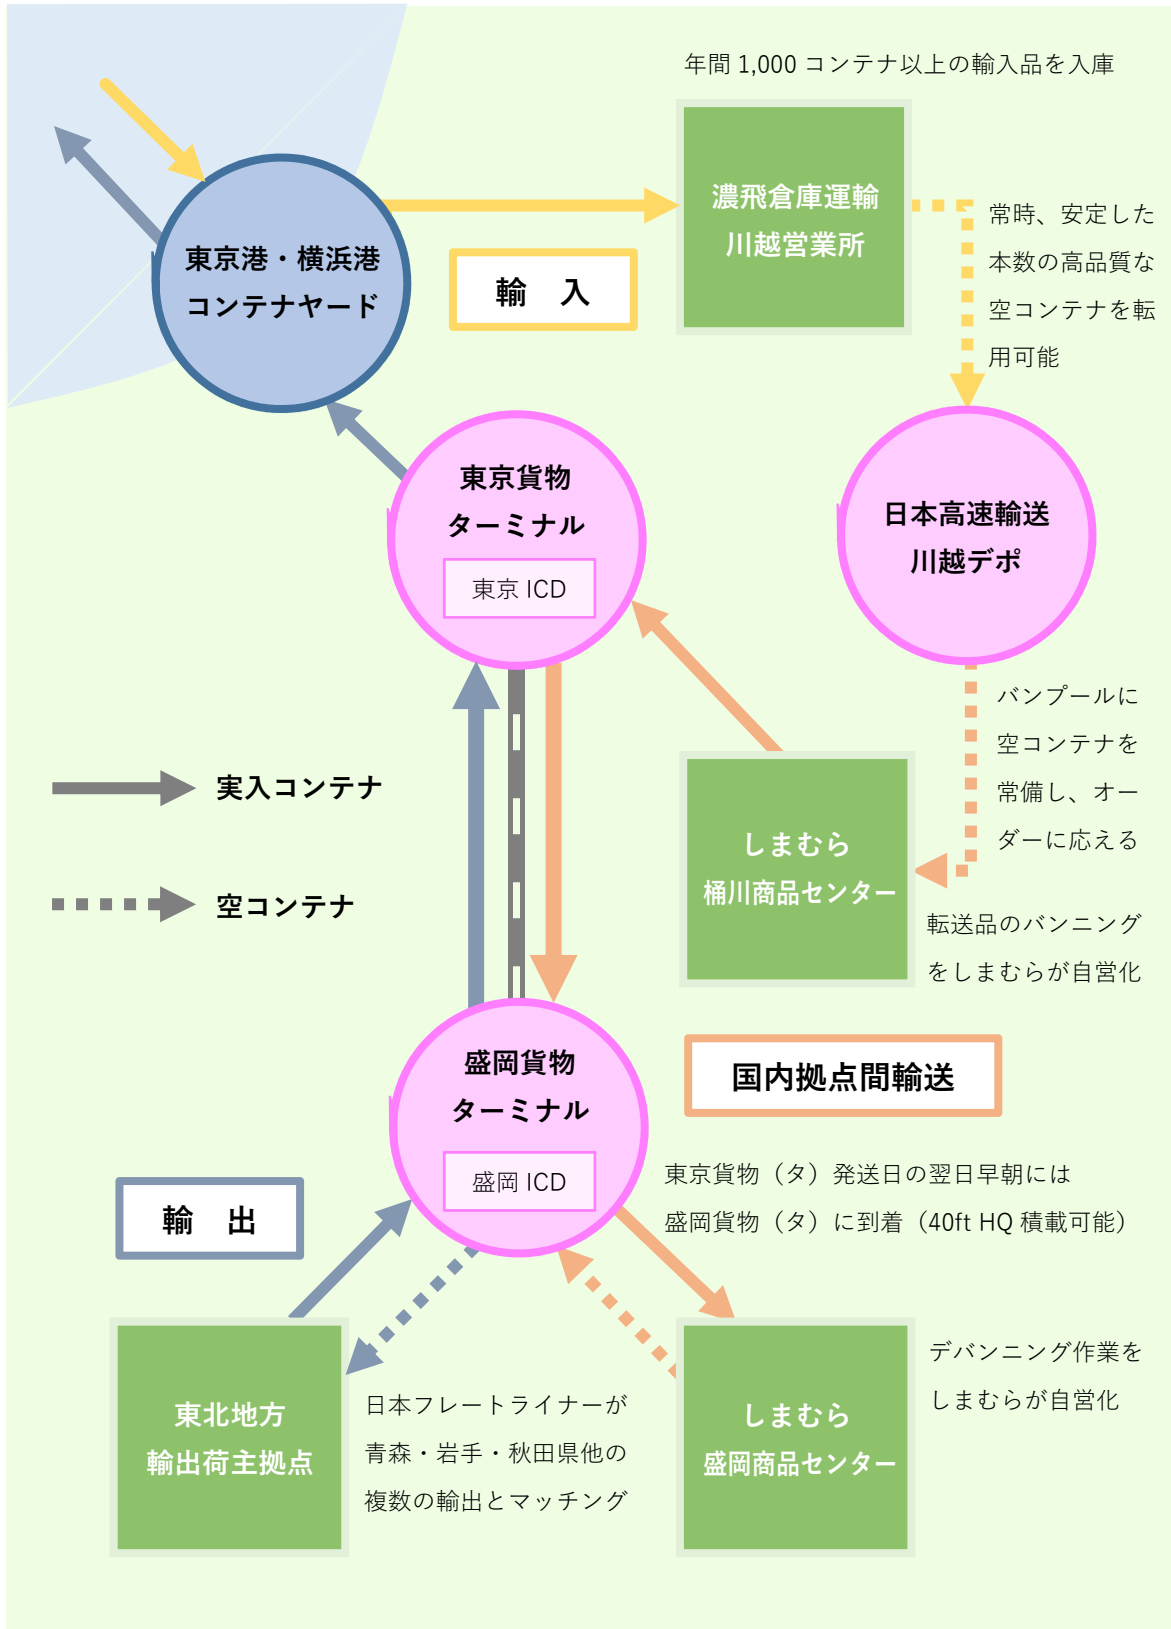 年間 1,000 コンテナ以上の輸入品を入庫
濃飛倉庫運輸
川越営業所
常時、安定した
本数の高品質な
空コンテナを転
用可能
東京港・横浜港
コンテナヤード
輸　入
東京貨物
ターミナル
東京 ICD
日本高速輸送
川越デポ
バンプールに
空コンテナを
常備し、オー
ダーに応える
実入コンテナ
空コンテナ
しまむら
桶川商品センター
転送品のバンニング
をしまむらが自営化
国内拠点間輸送
盛岡貨物
ターミナル
盛岡 ICD
東京貨物（タ）発送日の翌日早朝には
盛岡貨物（タ）に到着（40ft HQ 積載可能）
輸　出
東北地方
輸出荷主拠点
日本フレートライナーが
青森・岩手・秋田県他の
複数の輸出とマッチング
しまむら
盛岡商品センター
デバンニング作業を
しまむらが自営化